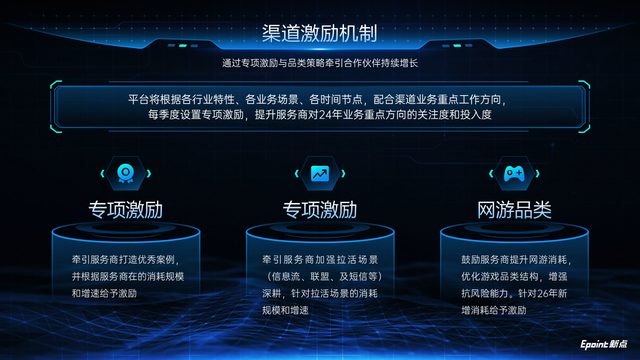 渠道激励机制
通过专项激励与品类策略牵引合作伙伴持续增长
平台将根据各行业特性、各业务场景、各时间节点，配合渠道业务重点工作方向，
每季度设置专项激励，提升服务商对24年业务重点方向的关注度和投入度
专项激励
牵引服务商打造优秀案例，
并根据服务商在的消耗规模
和增速给予激励
专项激励
牵引服务商加强拉活场景
（信息流、联盟、及短信等）
深耕，针对拉活场景的消耗
规模和增速
网游品类
鼓励服务商提升网游消耗，
优化游戏品类结构，增强
抗风险能力。针对26年新
增消耗给予激励
Epoint新点